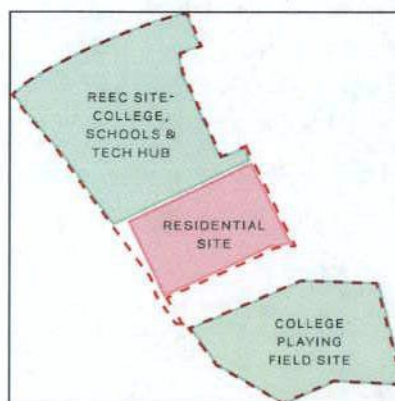 REEC SITE-
COLLEGE,
SCHOOLS &
TECH HUB
RESIDENTIAL
SITE
COLLEGE
PLAYING
FIELD SITE